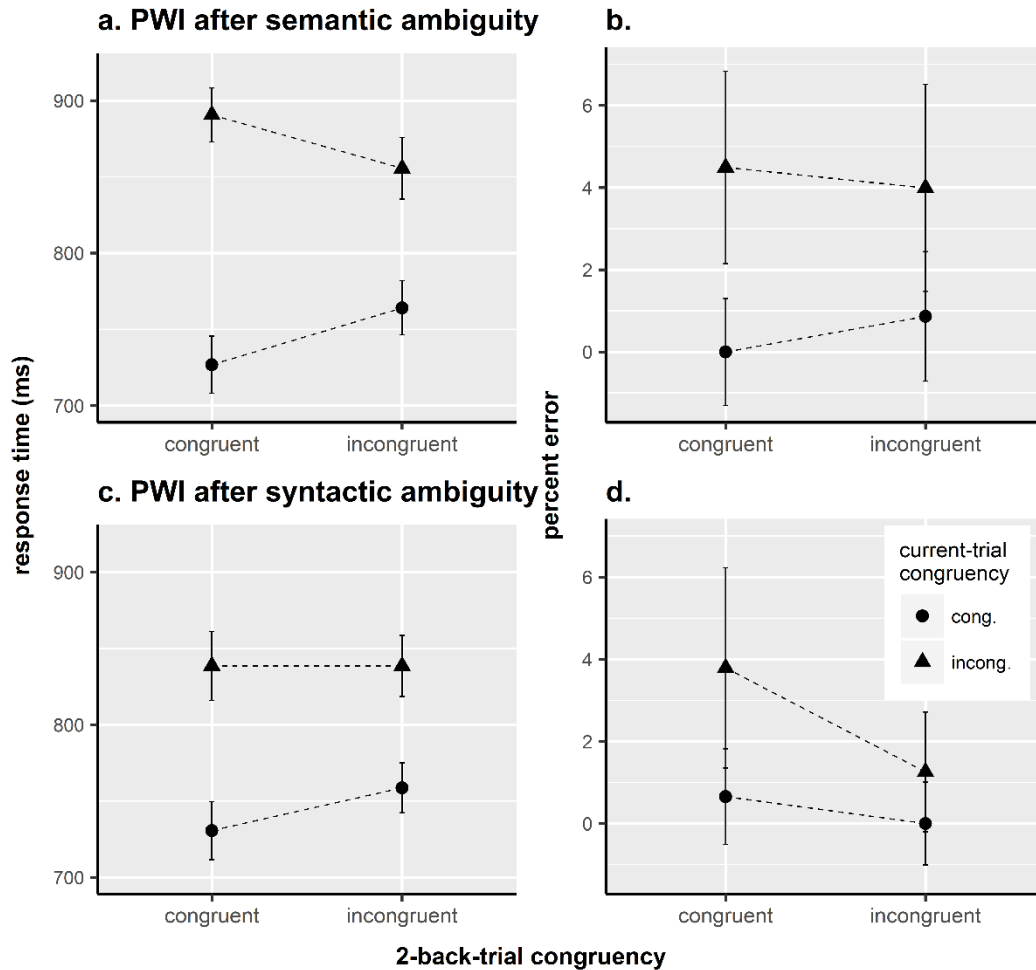 a. PWI after semantic ambiguity
b.
900
800
700
6
4
2
0
congruent incongruent
congruent incongruent
response time (ms)
percent error
c. PWI after syntactic ambiguity
d.
900
800
700
6
4
2
0
current-trial
congruency
cong.
incong.
congruent incongruent
congruent incongruent
2-back-trial congruency